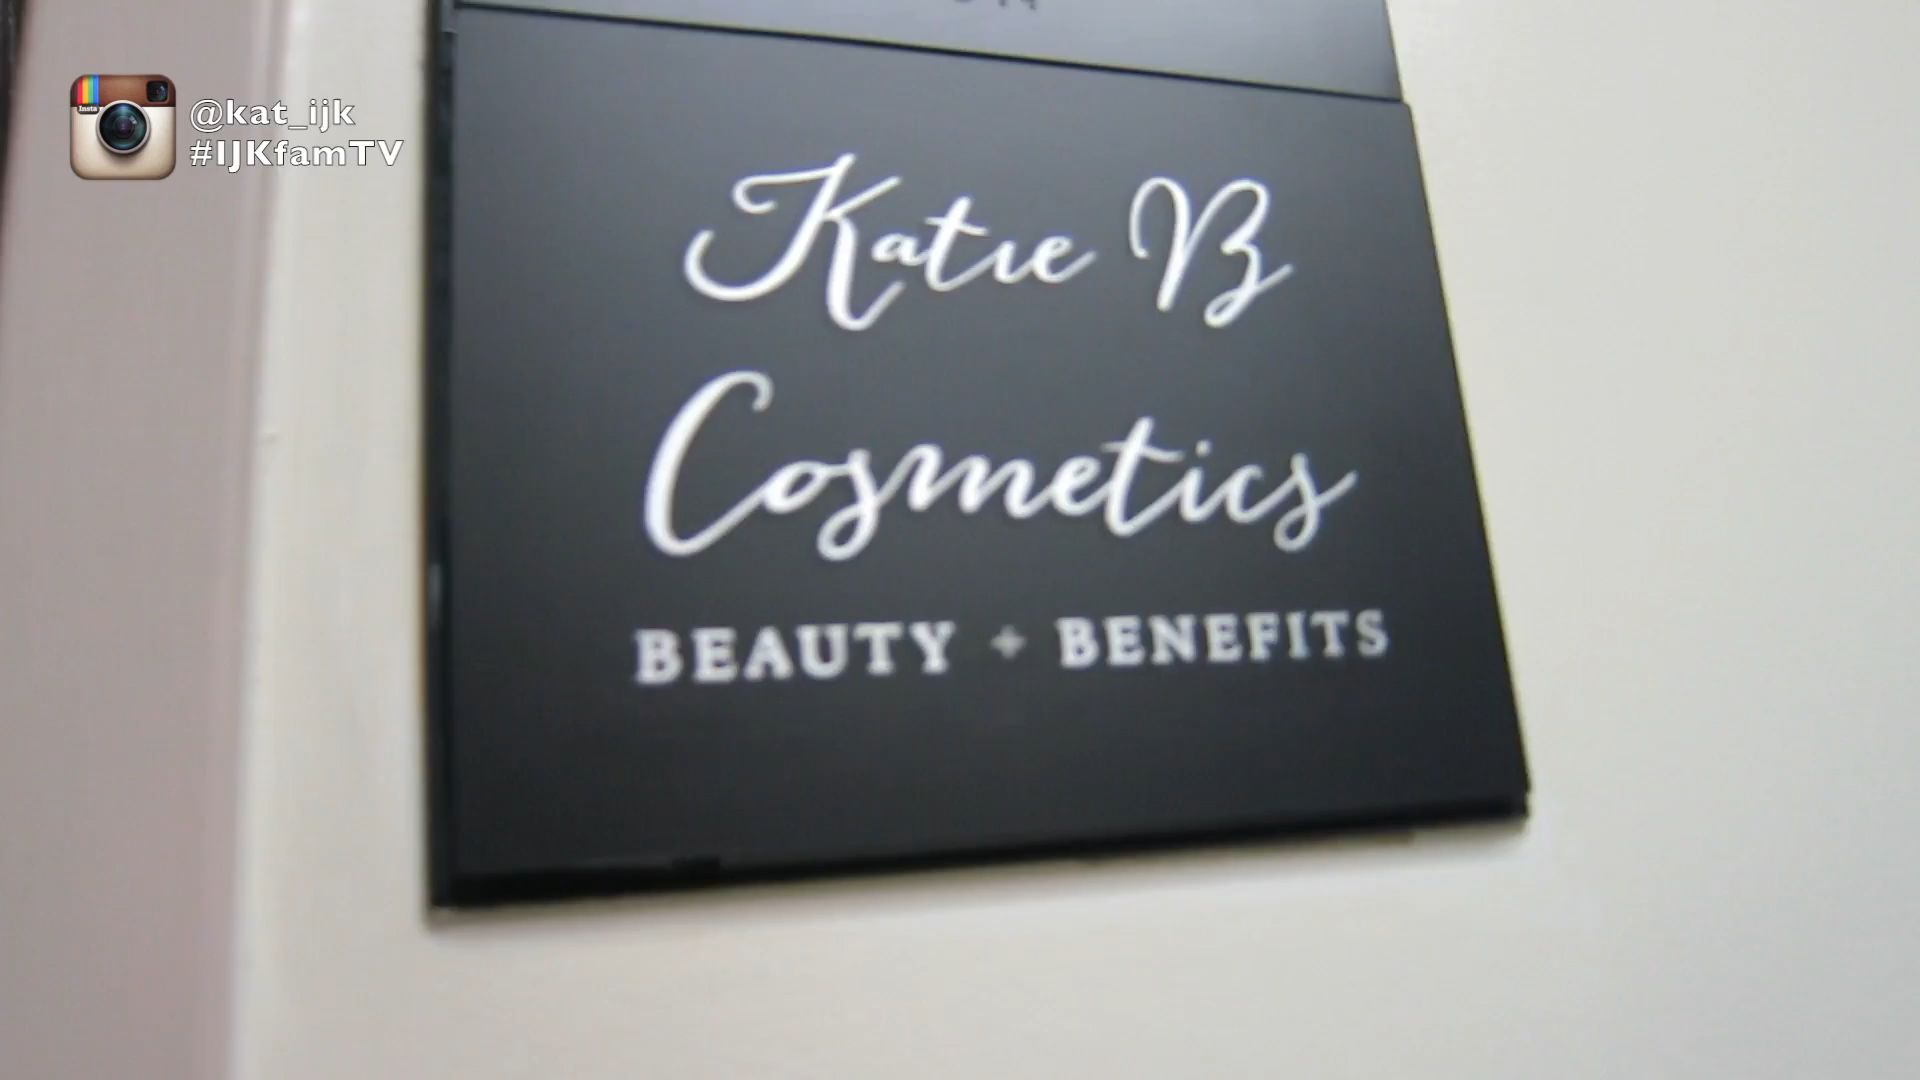 @kat_ijk
#IJKfamTV
Katie B
Cosmetics
BEAUTY + BENEFITS